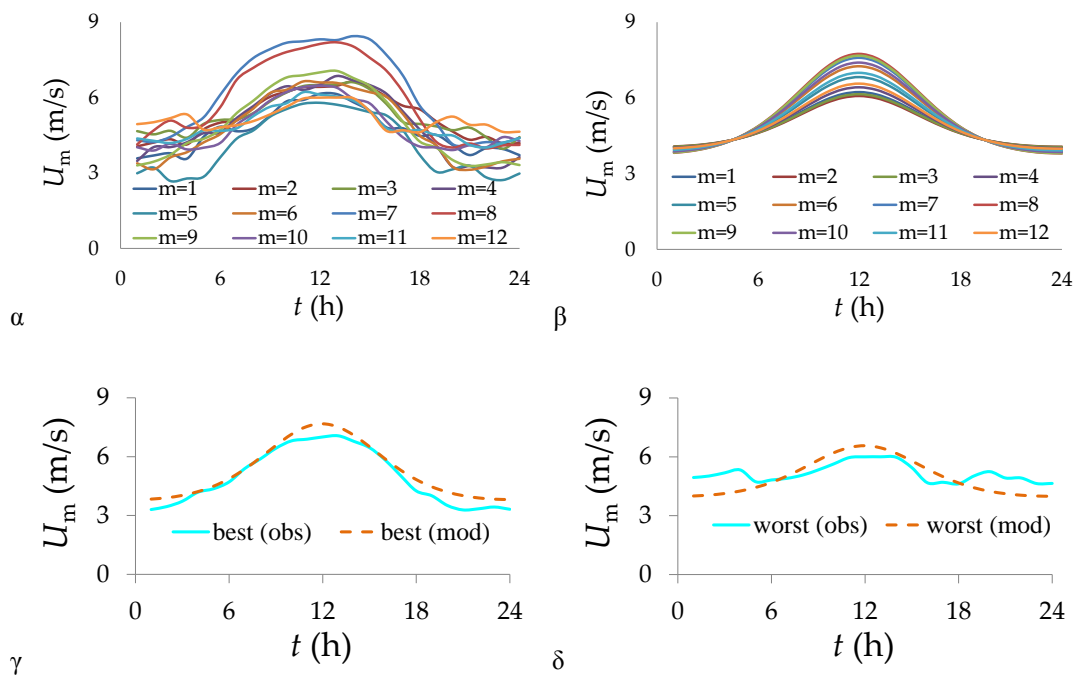 9
6
3
0
U_m (m/s)
m=1 m=2 m=3 m=4
m=5 m=6 m=7 m=8
m=9 m=10 m=11 m=12
0 6 12 18 24
t (h)
α
9
6
3
0
U_m (m/s)
m=1 m=2 m=3 m=4
m=5 m=6 m=7 m=8
m=9 m=10 m=11 m=12
0 6 12 18 24
t (h)
β
9
6
3
0
U_m (m/s)
best (obs) best (mod)
0 6 12 18 24
t (h)
γ
9
6
3
0
U_m (m/s)
worst (obs) worst (mod)
0 6 12 18 24
t (h)
δ